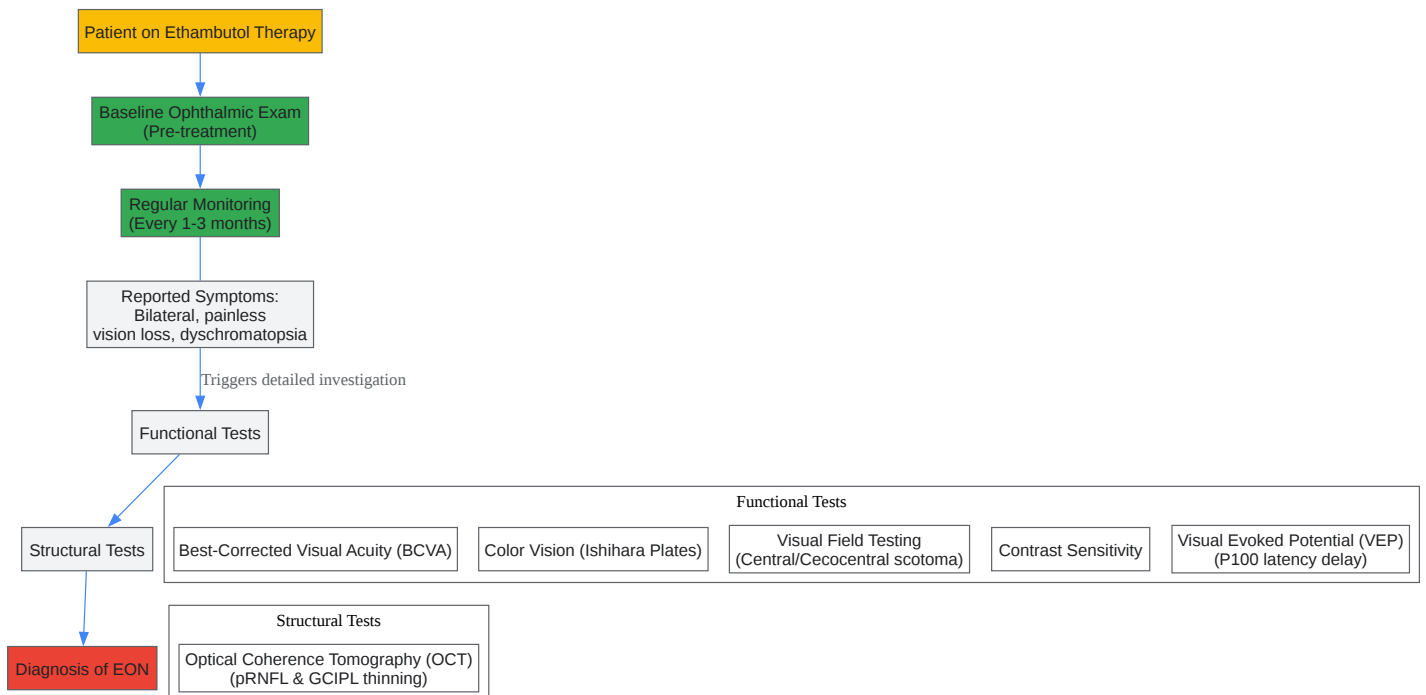 Patient on Ethambutol Therapy
Baseline Ophthalmic Exam
(Pre-treatment)
Regular Monitoring
(Every 1-3 months)
Reported Symptoms:
Bilateral, painless
vision loss, dyschromatopsia
Triggers detailed investigation
Functional Tests
Functional Tests
Structural Tests
Best-Corrected Visual Acuity (BCVA)
Color Vision (Ishihara Plates)
Visual Field Testing
(Central/Cecocentral scotoma)
Contrast Sensitivity
Visual Evoked Potential (VEP)
(P100 latency delay)
Structural Tests
Diagnosis of EON
Optical Coherence Tomography (OCT)
(pRNFL & GCIPL thinning)